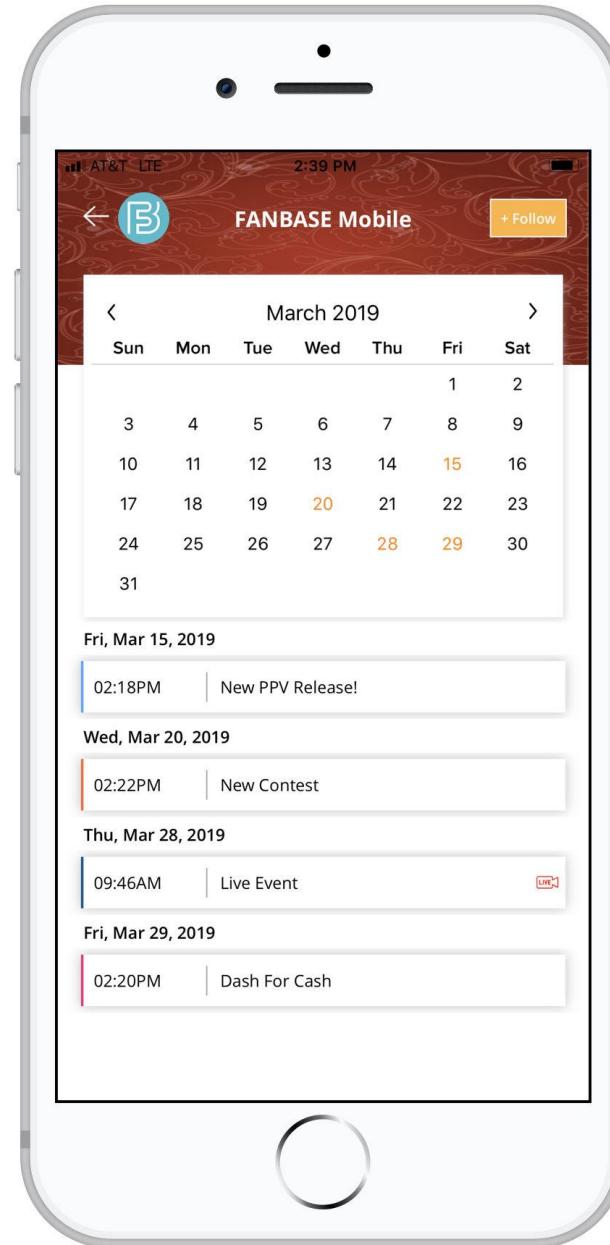 AT&T LTE 2:39 PM
B FANBASE Mobile + Follow
March 2019
Sun Mon Tue Wed Thu Fri Sat
1 2
3 4 5 6 7 8 9
10 11 12 13 14 15 16
17 18 19 20 21 22 23
24 25 26 27 28 29 30
31
Fri, Mar 15, 2019
02:18PM New PPV Release!
Wed, Mar 20, 2019
02:22PM New Contest
Thu, Mar 28, 2019
09:46AM Live Event LIVE
Fri, Mar 29, 2019
02:20PM Dash For Cash